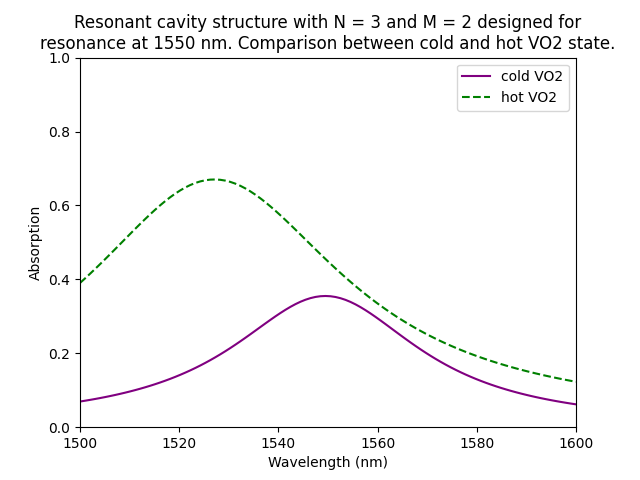 Resonant cavity structure with N = 3 and M = 2 designed for
resonance at 1550 nm. Comparison between cold and hot VO2 state.
1.0
0.8
0.6
0.4
0.2
0.0
Absorption
cold VO2
hot VO2
1500
1520
1540
1560
1580
1600
Wavelength (nm)